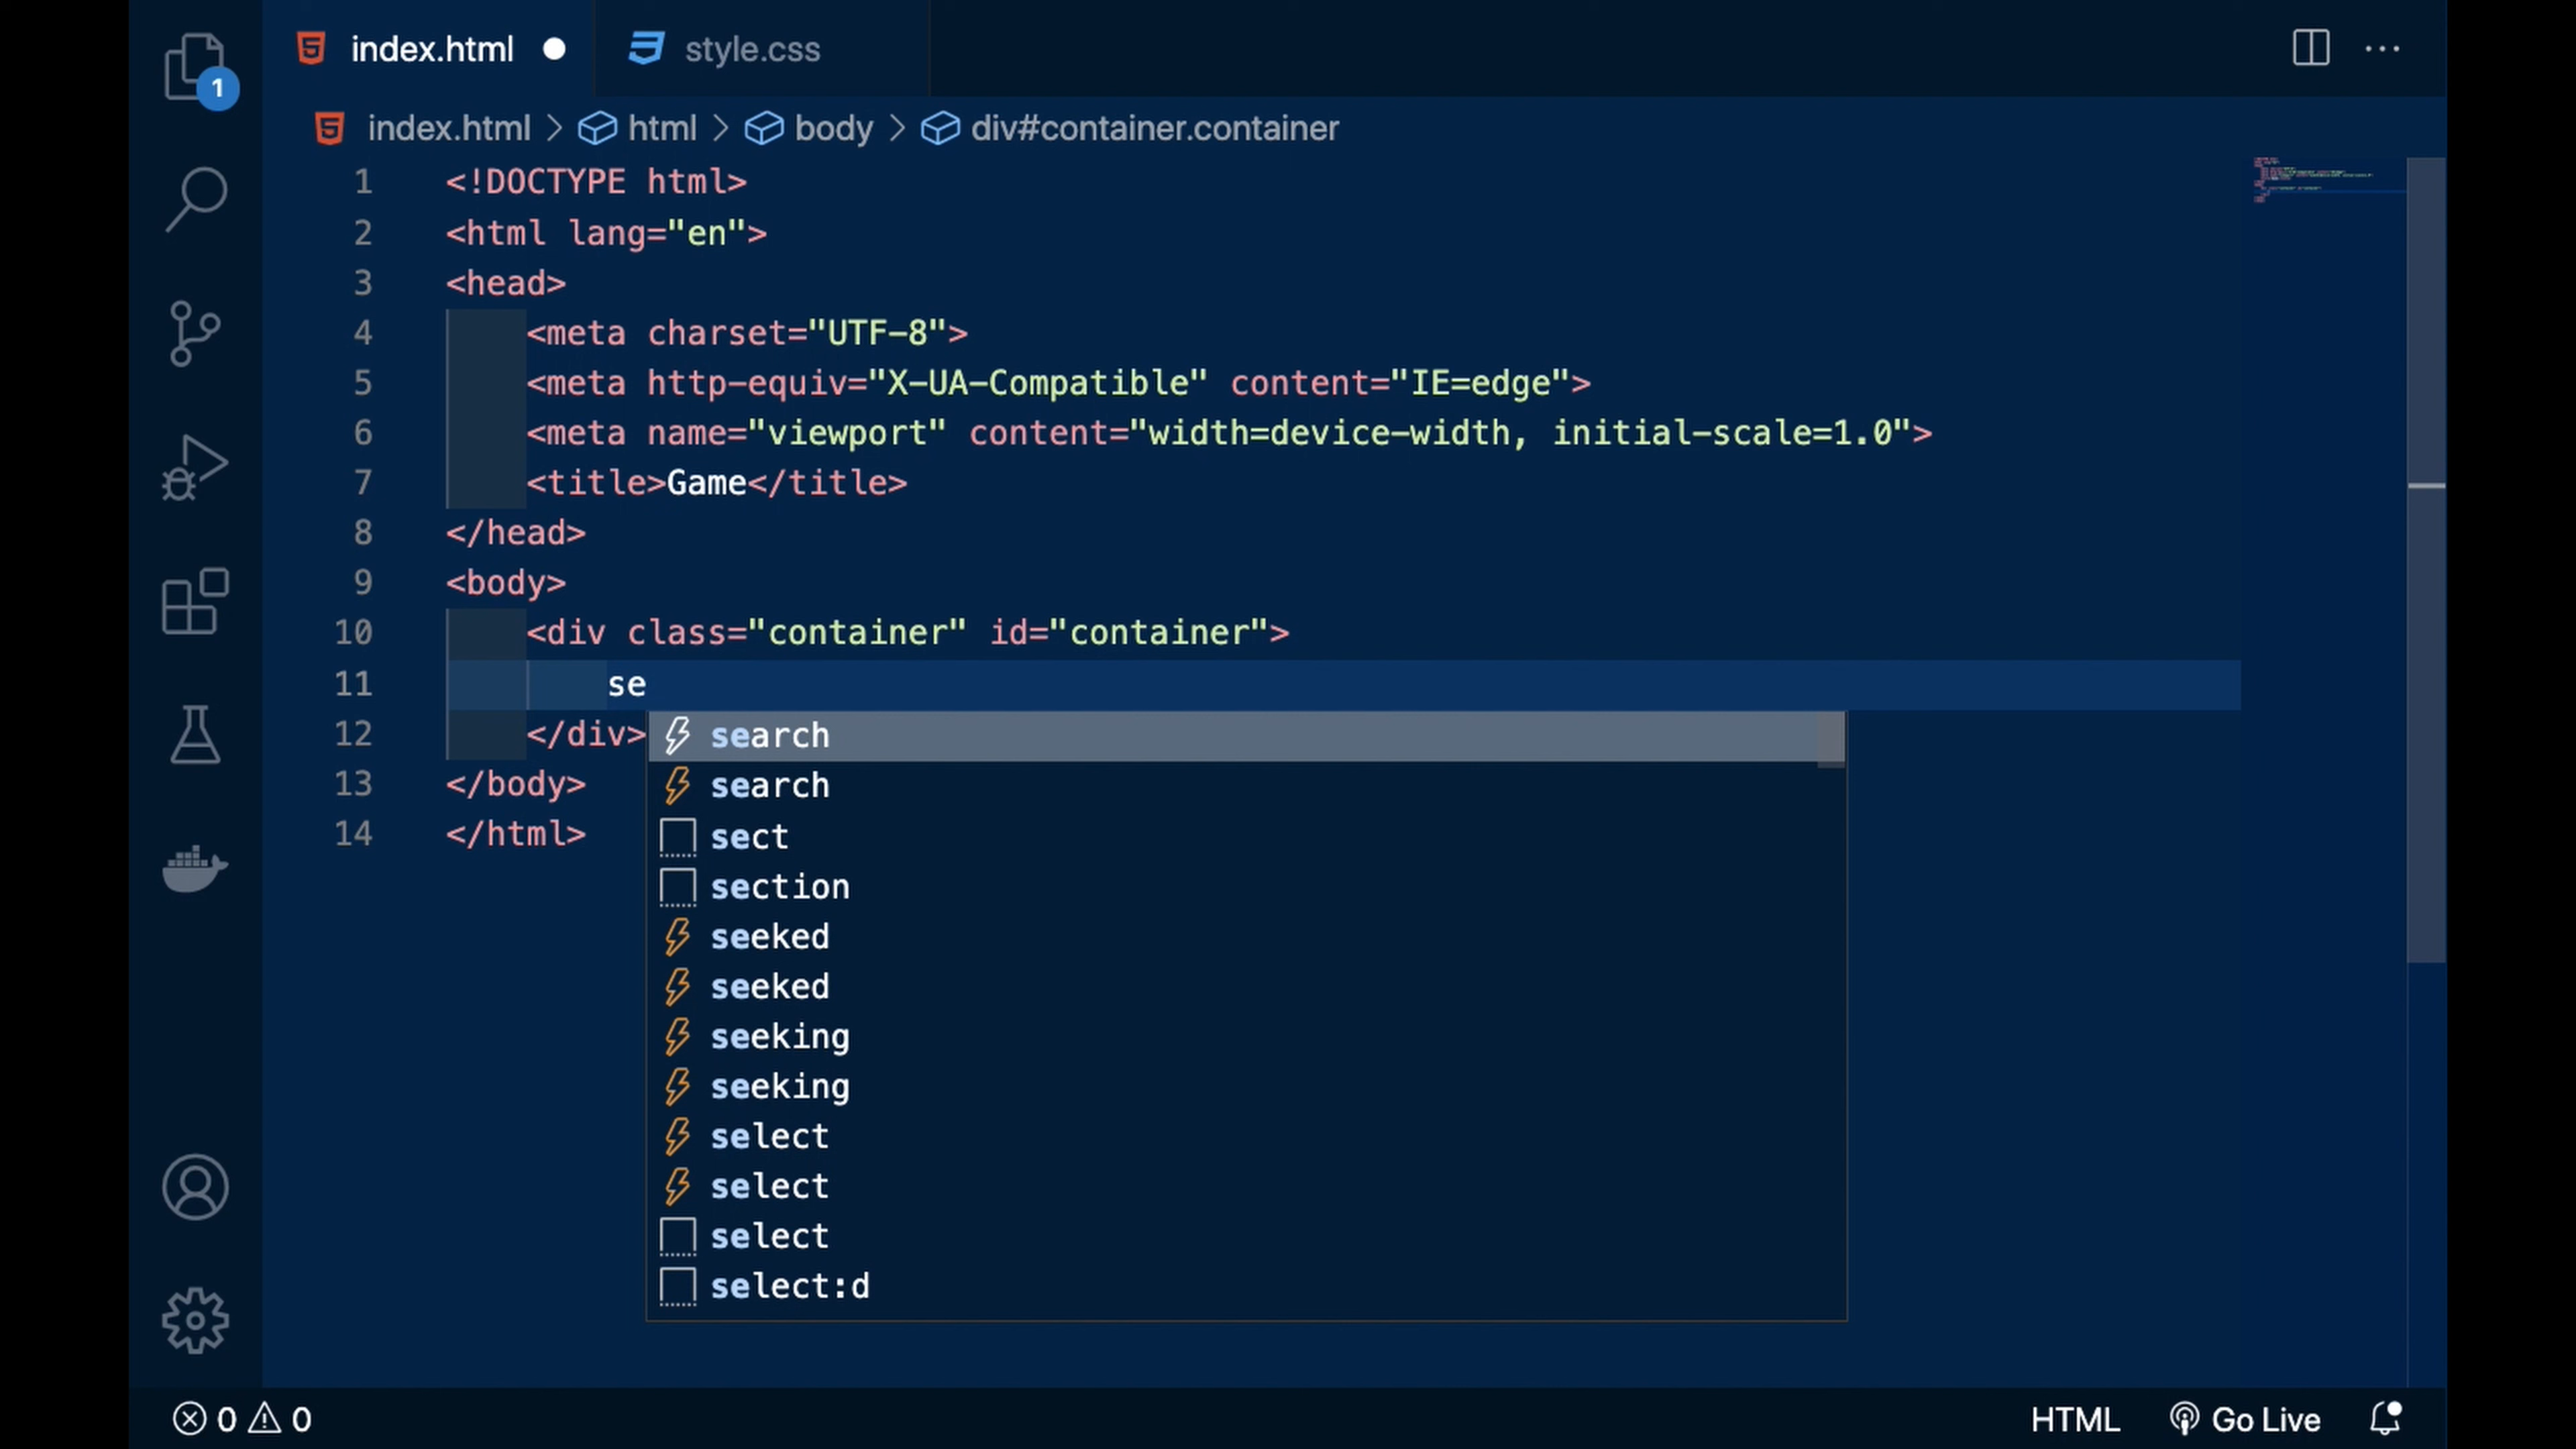 index.html
style.css
1
index.html > html > body > div#container.container
1 <!DOCTYPE html>
2 <html lang="en">
3 <head>
4 <meta charset="UTF-8">
5 <meta http-equiv="X-UA-Compatible" content="IE=edge">
6 <meta name="viewport" content="width=device-width, initial-scale=1.0">
7 <title>Game</title>
8 </head>
9 <body>
10 <div class="container" id="container">
11 se
12 </div>
search
search
sect
section
seeked
seeked
seeking
seeking
select
select
select
select:d
13 </body>
14 </html>
0 0
HTML
Go Live